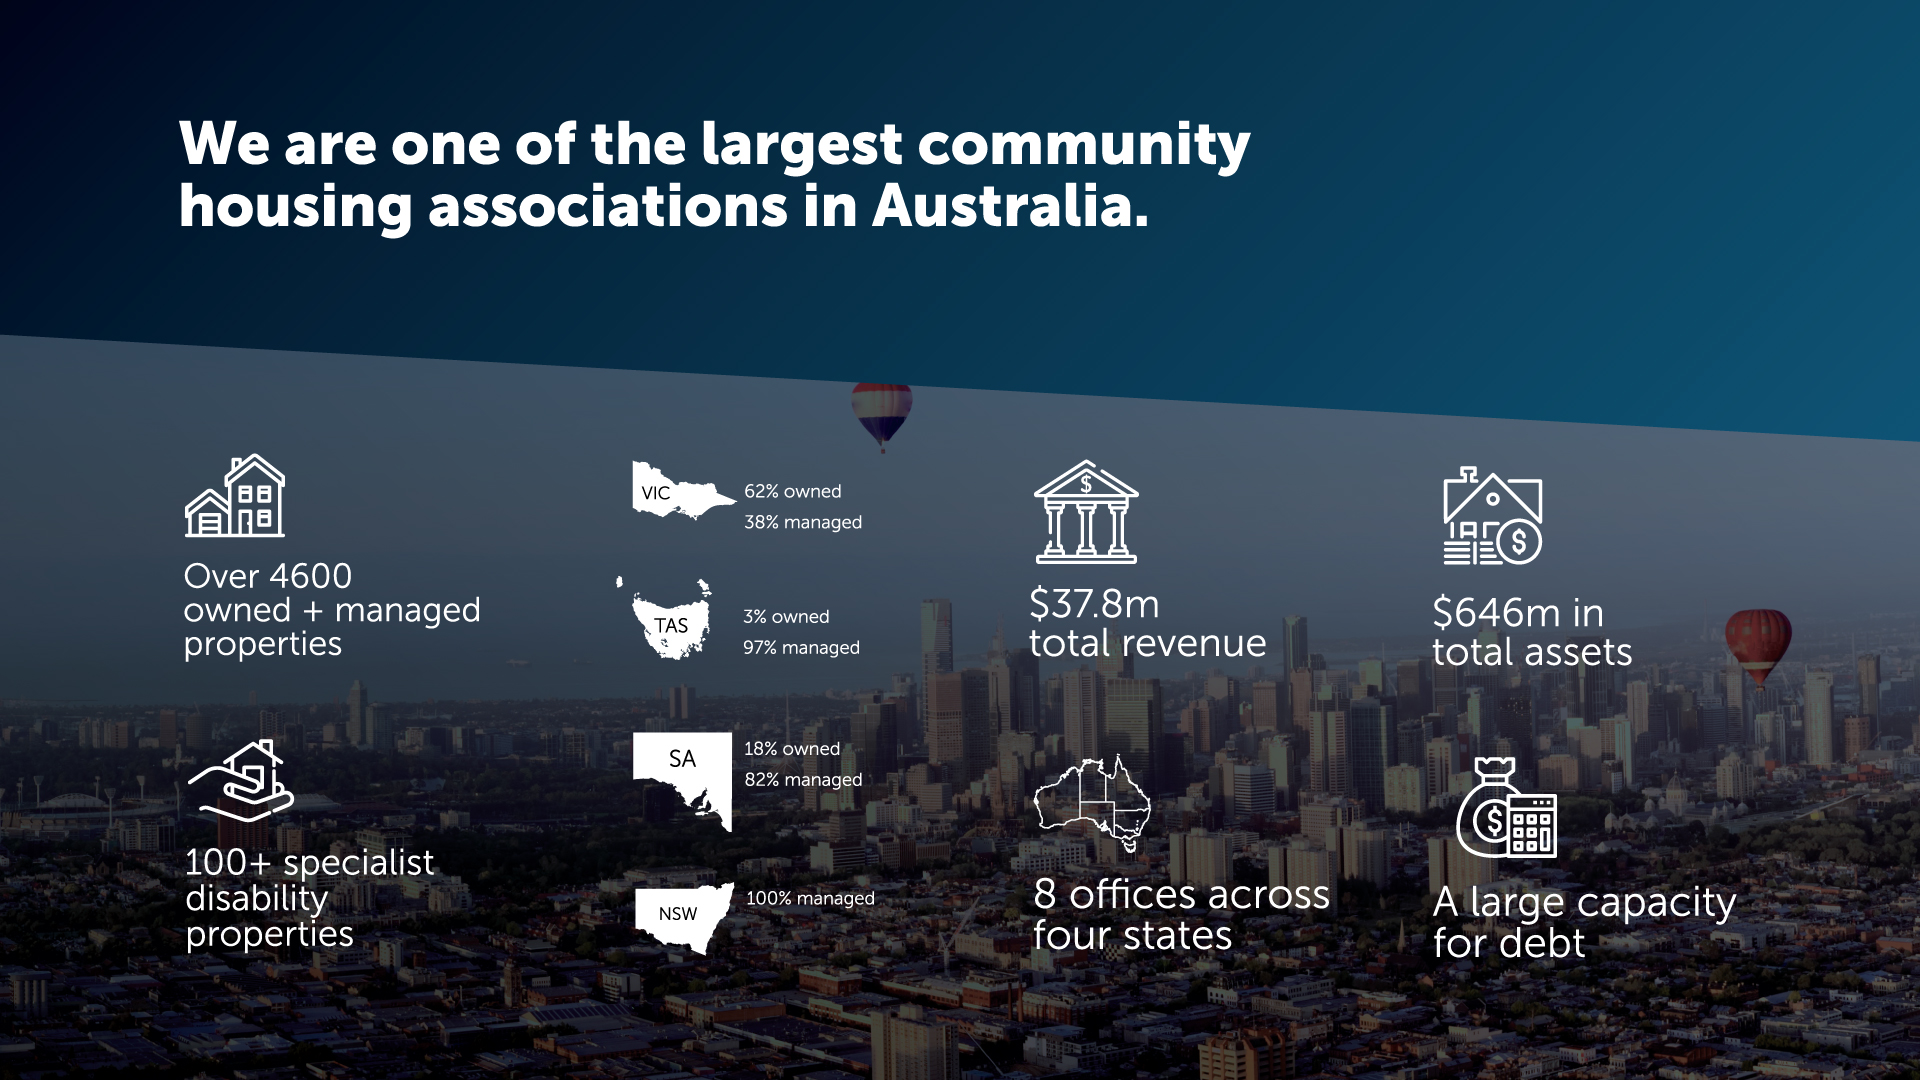 We are one of the largest community
housing associations in Australia.
Over 4600
owned + managed
properties
100+ specialist
disability
properties
VIC
62% owned
38% managed
TAS
3% owned
97% managed
SA
18% owned
82% managed
NSW
100% managed
$
$37.8m
total revenue
8 offices across
four states
$
$646m in
total assets
$
A large capacity
for debt